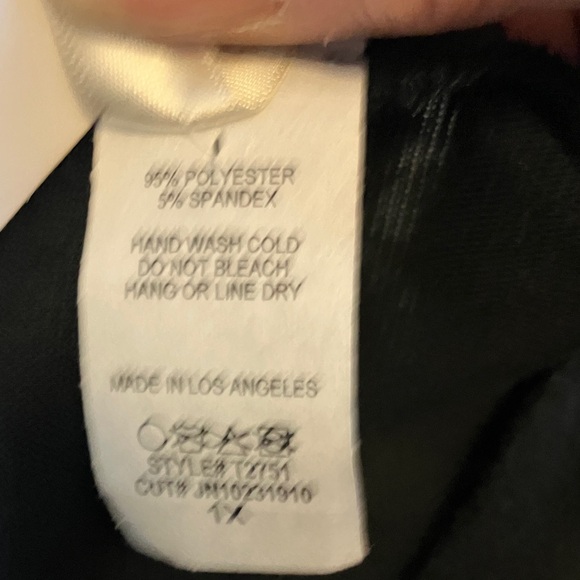 95% POLYESTER
5% SPANDEX
HAND WASH COLD
DO NOT BLEACH
HANG OR LINE DRY
MADE IN LOS ANGELES
STYLE# T2751
CUT# JN10231910
1X